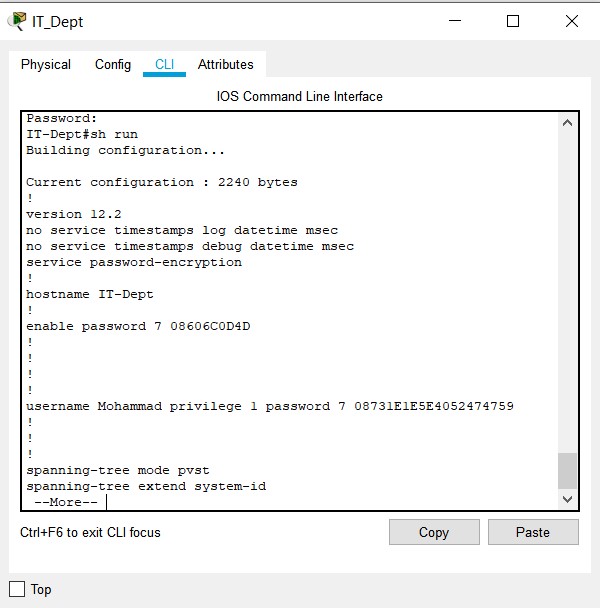 IT_Dept
Physical Config CLI Attributes
IOS Command Line Interface
Password:
IT-Dept#sh run
Building configuration...
Current configuration : 2240 bytes
!
version 12.2
no service timestamps log datetime msec
no service timestamps debug datetime msec
service password-encryption
!
hostname IT-Dept
!
enable password 7 08606C0D4D
!
!
!
!
username Mohammad privilege 1 password 7 08731E1E5E4052474759
!
!
!
spanning-tree mode pvst
spanning-tree extend system-id
--More--
Ctrl+F6 to exit CLI focus
Copy Paste
Top